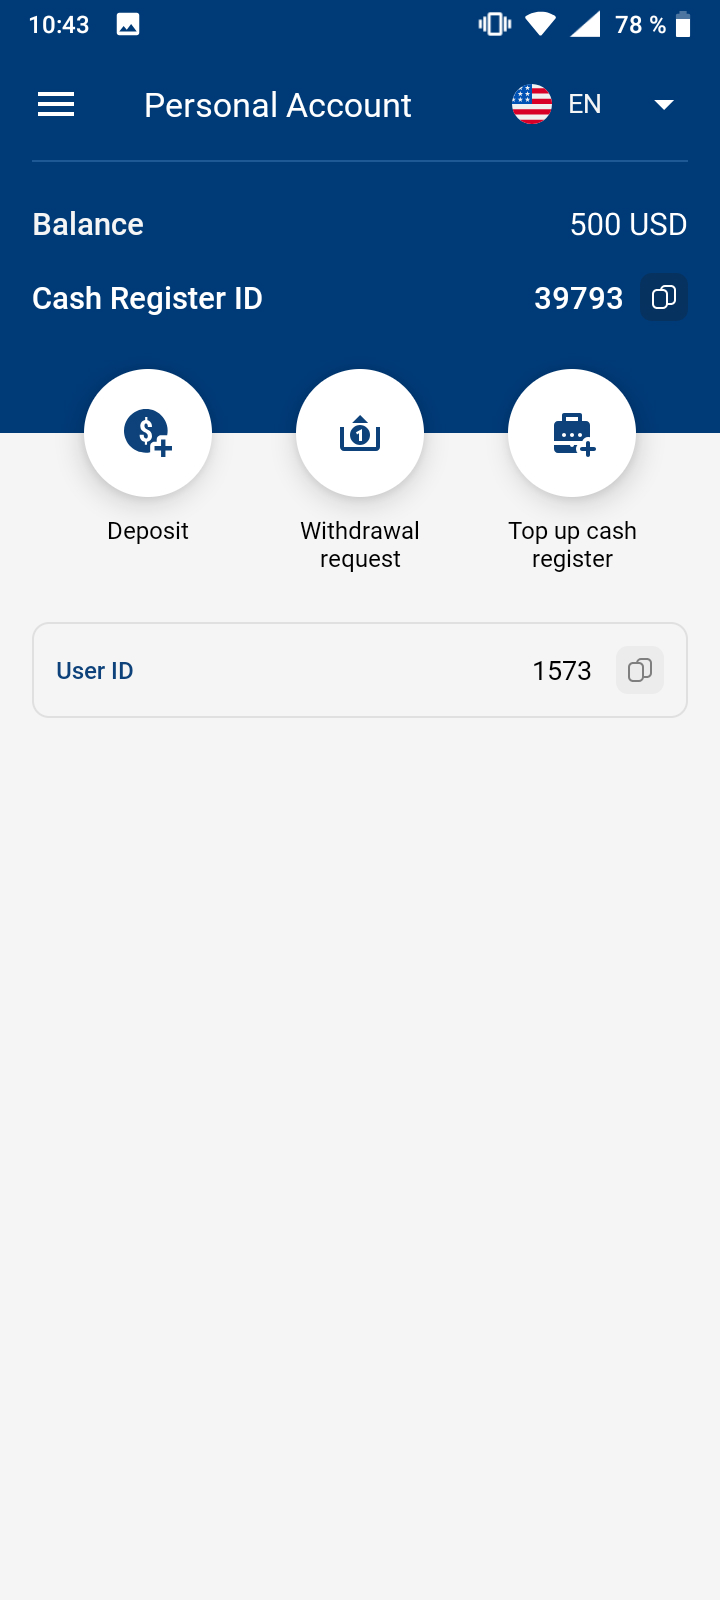 10:43
78 %
Personal Account
EN
Balance
500 USD
Cash Register ID
39793
Deposit
Withdrawal
request
Top up cash
register
User ID
1573